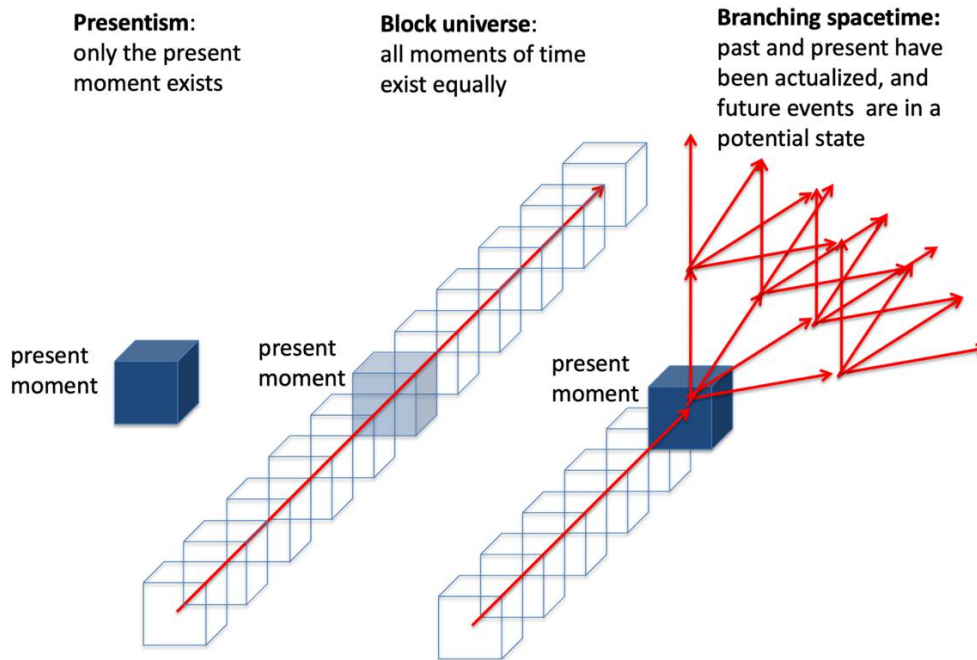 Presentism:
only the present
moment exists
Block universe:
all moments of time
exist equally
Branching spacetime:
past and present have
been actualized, and
future events are in a
potential state
present
moment
present
moment
present
moment